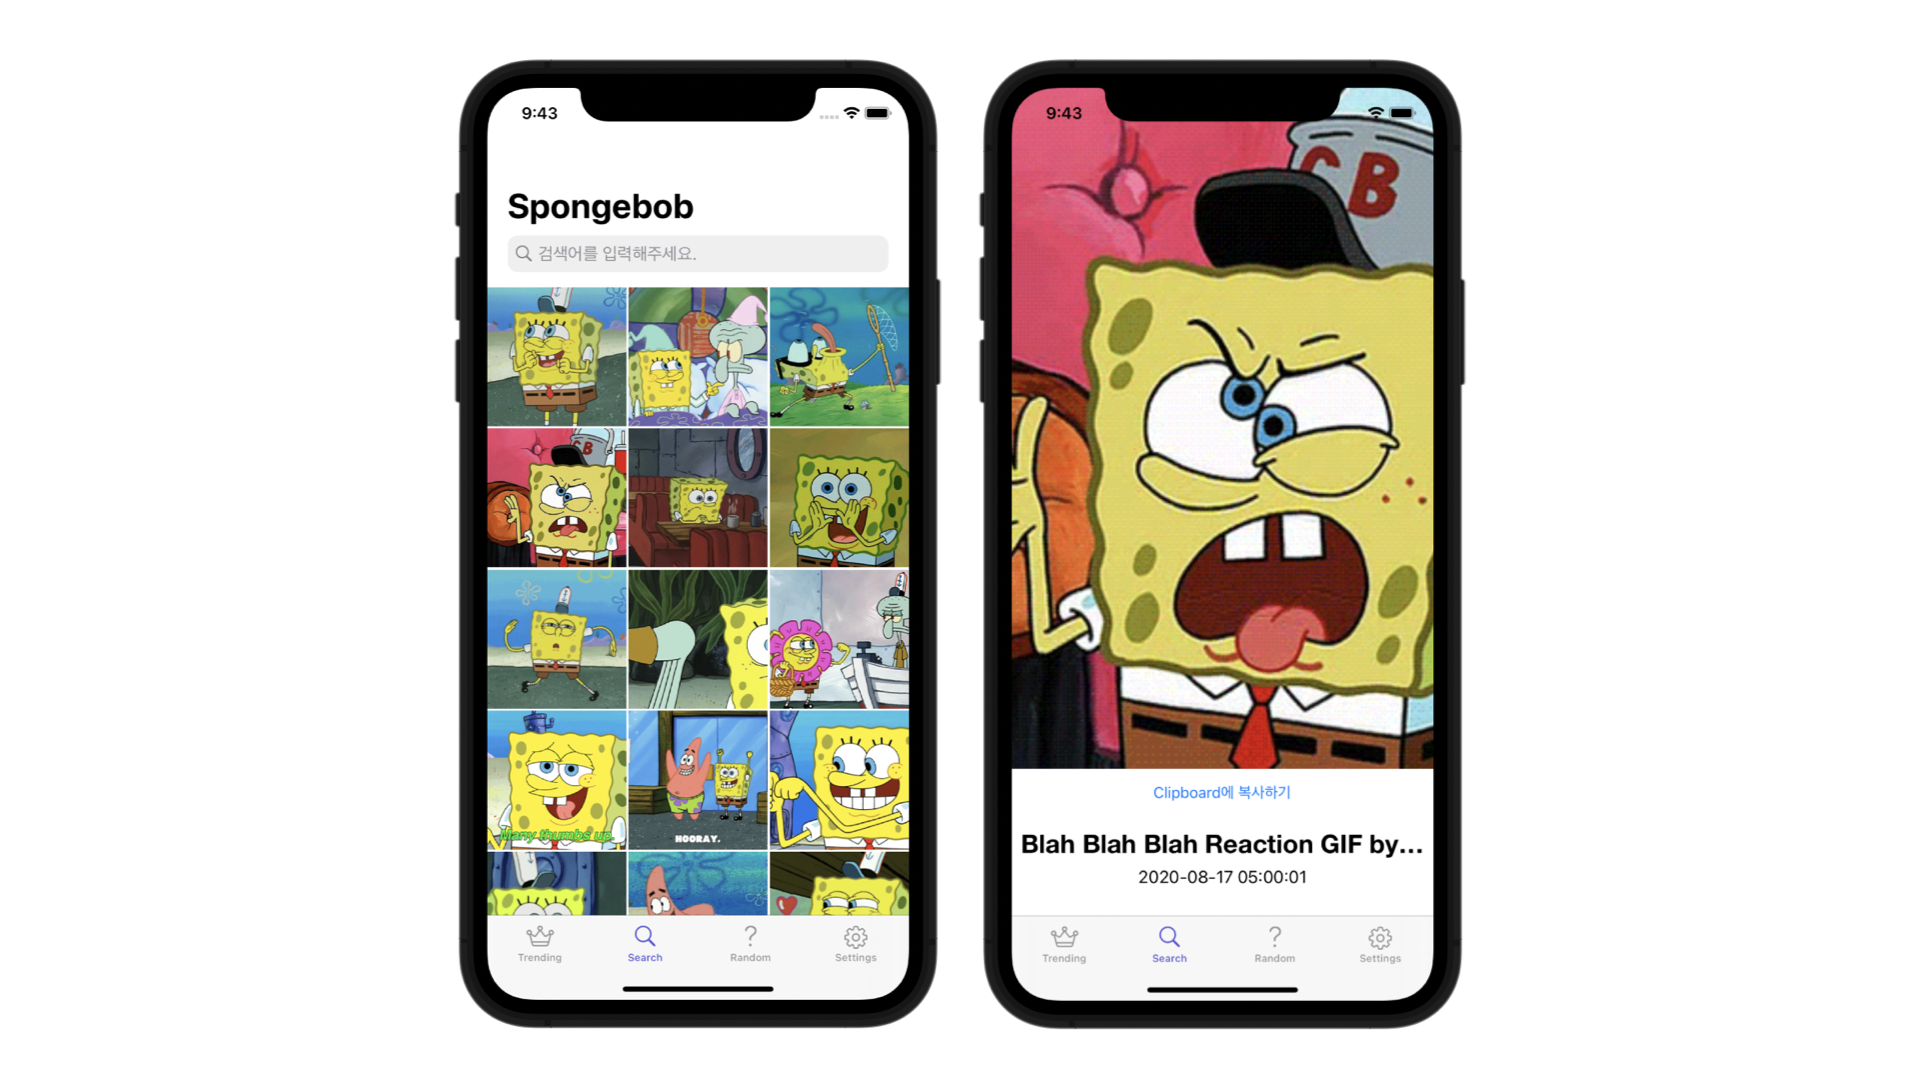 9:43
Spongebob
검색어를 입력해주세요.
CB
Many thumbs up.
HOORAY.
Trending
Search
Random
Settings
9:43
CB
Clipboard에 복사하기
Blah Blah Blah Reaction GIF by...
2020-08-17 05:00:01
Trending
Search
Random
Settings